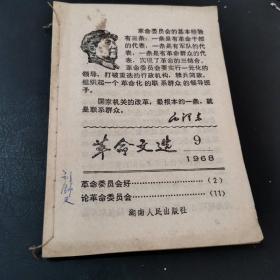 革命委员会的基本经验
有三条：一条是有革命干部
的代表，一条是有军队的代
表，一条是有革命群众的代
表，实现了革命的三结合。
革命委员会要实行一元化的
领导，打破重迭的行政机构，精兵简政，
组织起一个革命化的联系群众的领导班子。
国家机关的改革，最根本的一条，就
是联系群众。
毛泽东
革命文选 9
1968
革命委员会好 (2)
论革命委员会 (11)
湖南人民出版社